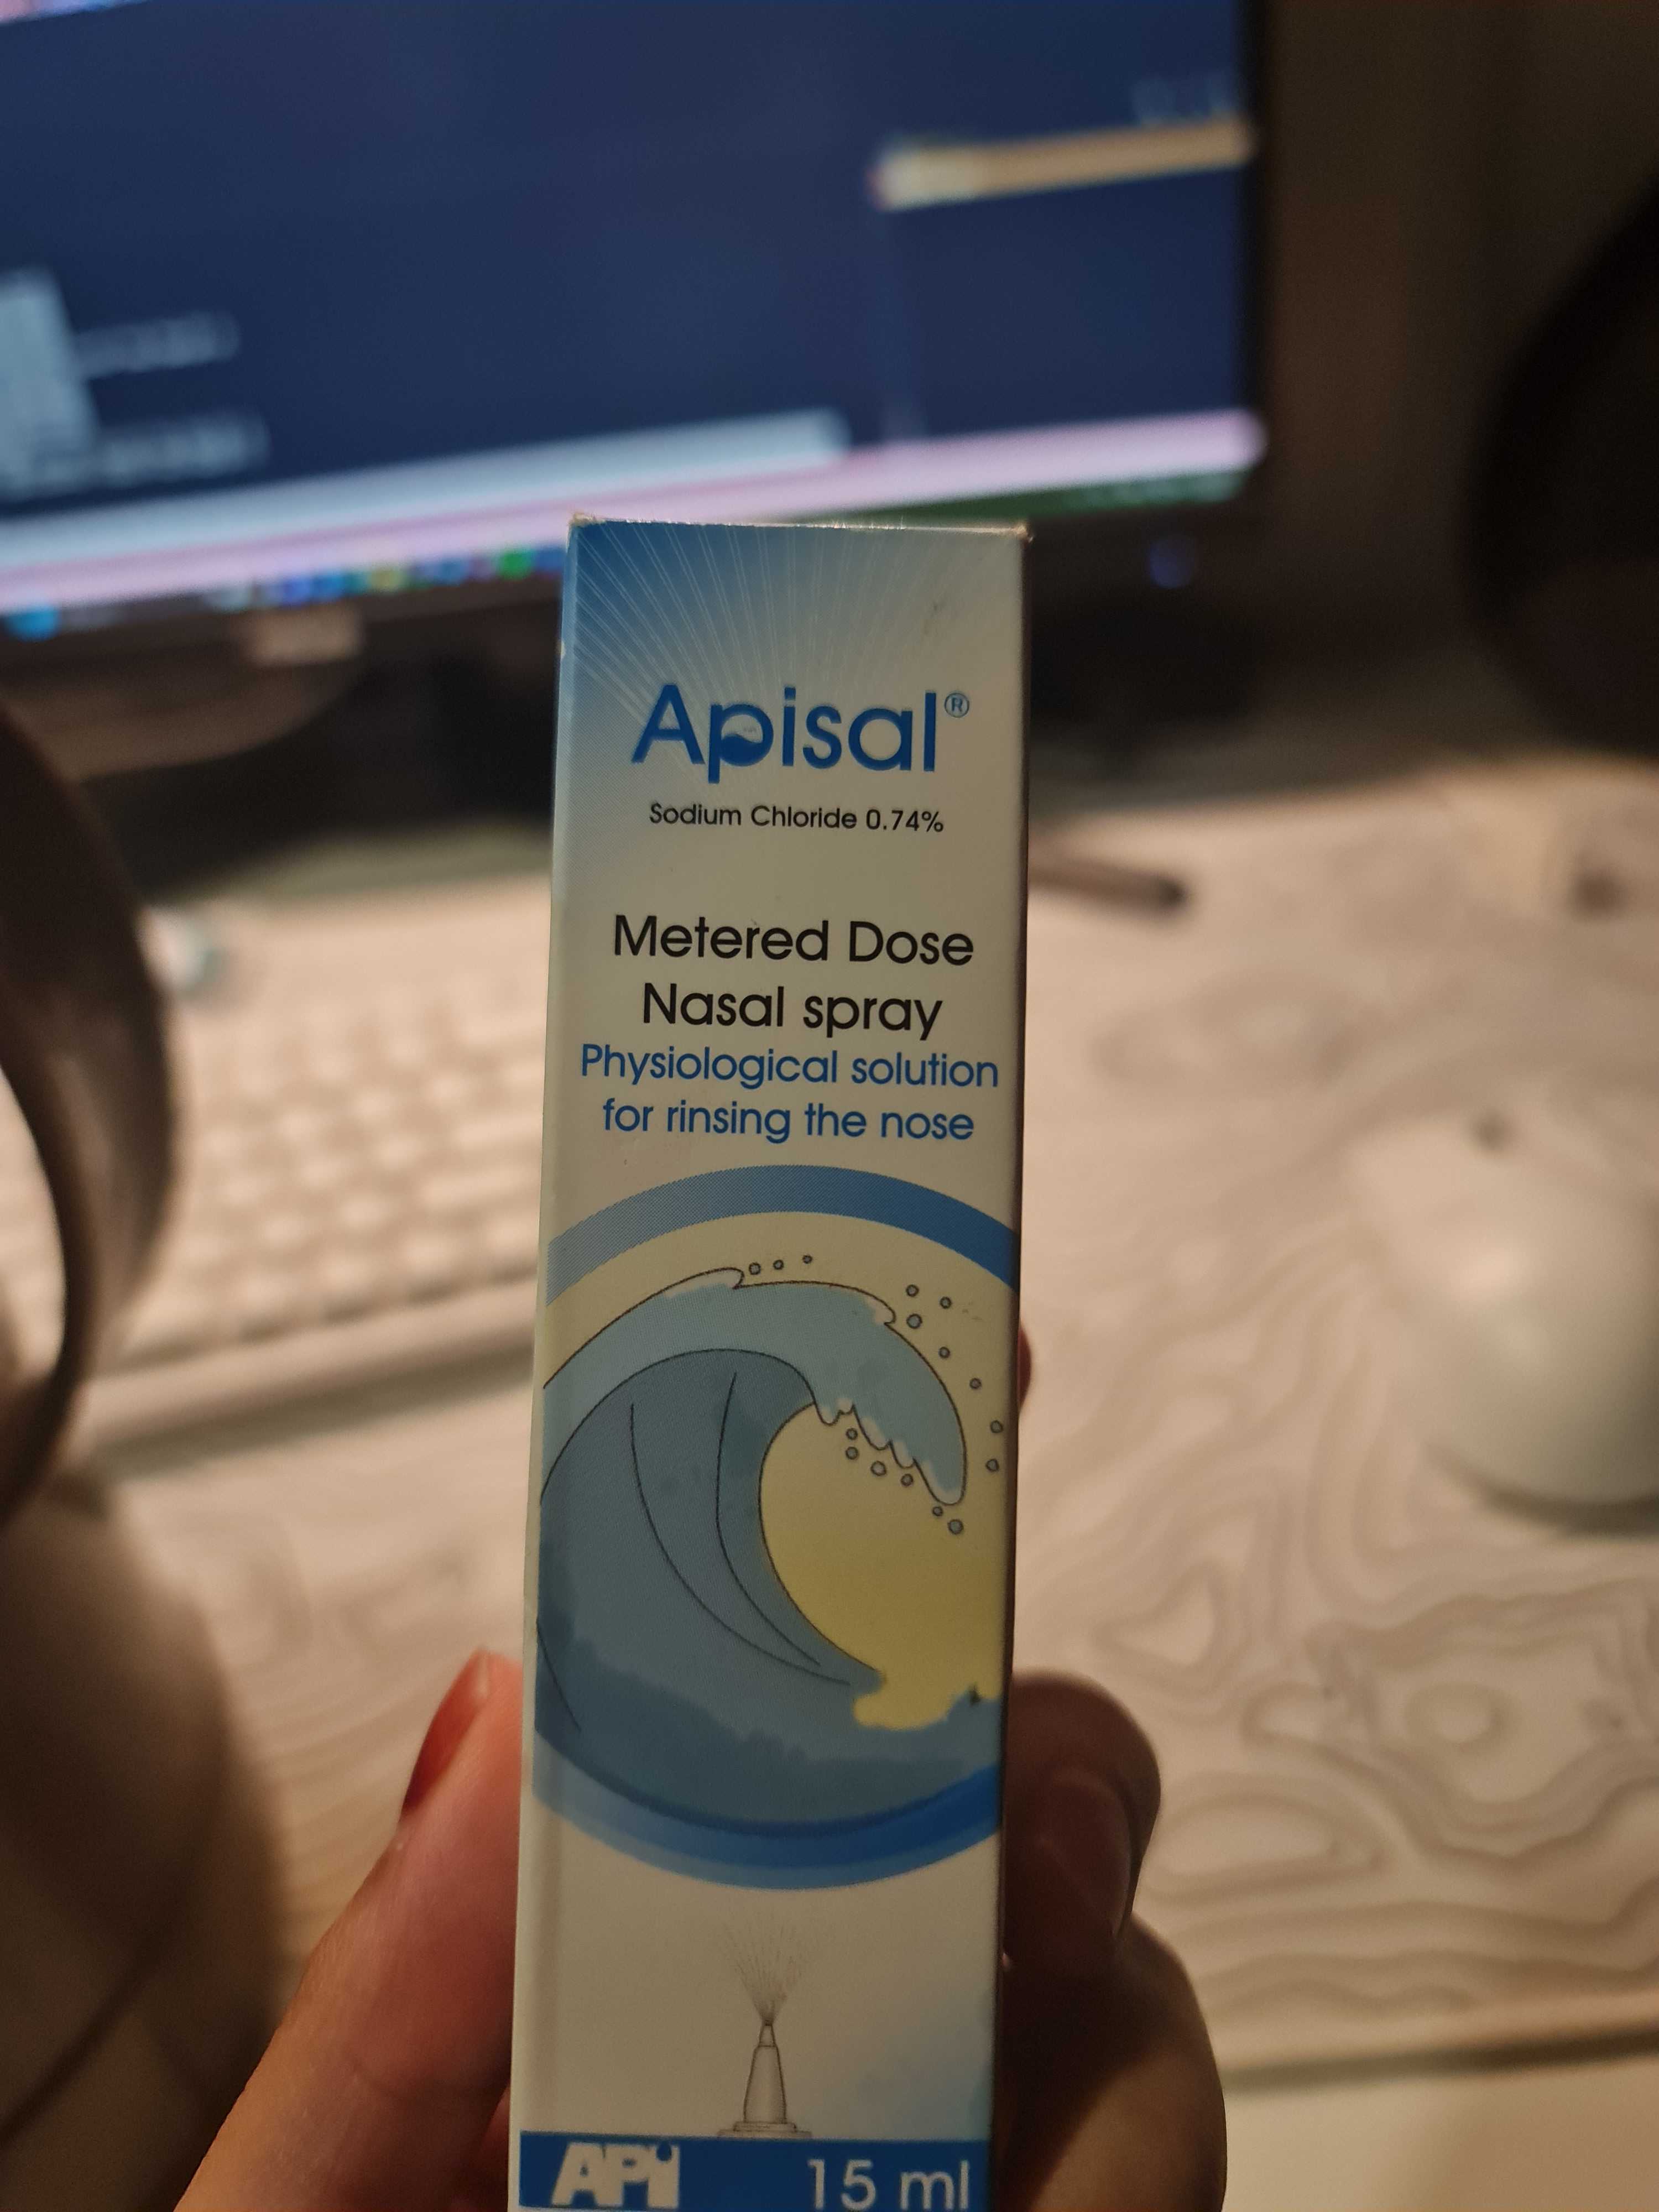 Apisal®
Sodium Chloride 0.74%
Metered Dose
Nasal spray
Physiological solution
for rinsing the nose
APi
15 ml